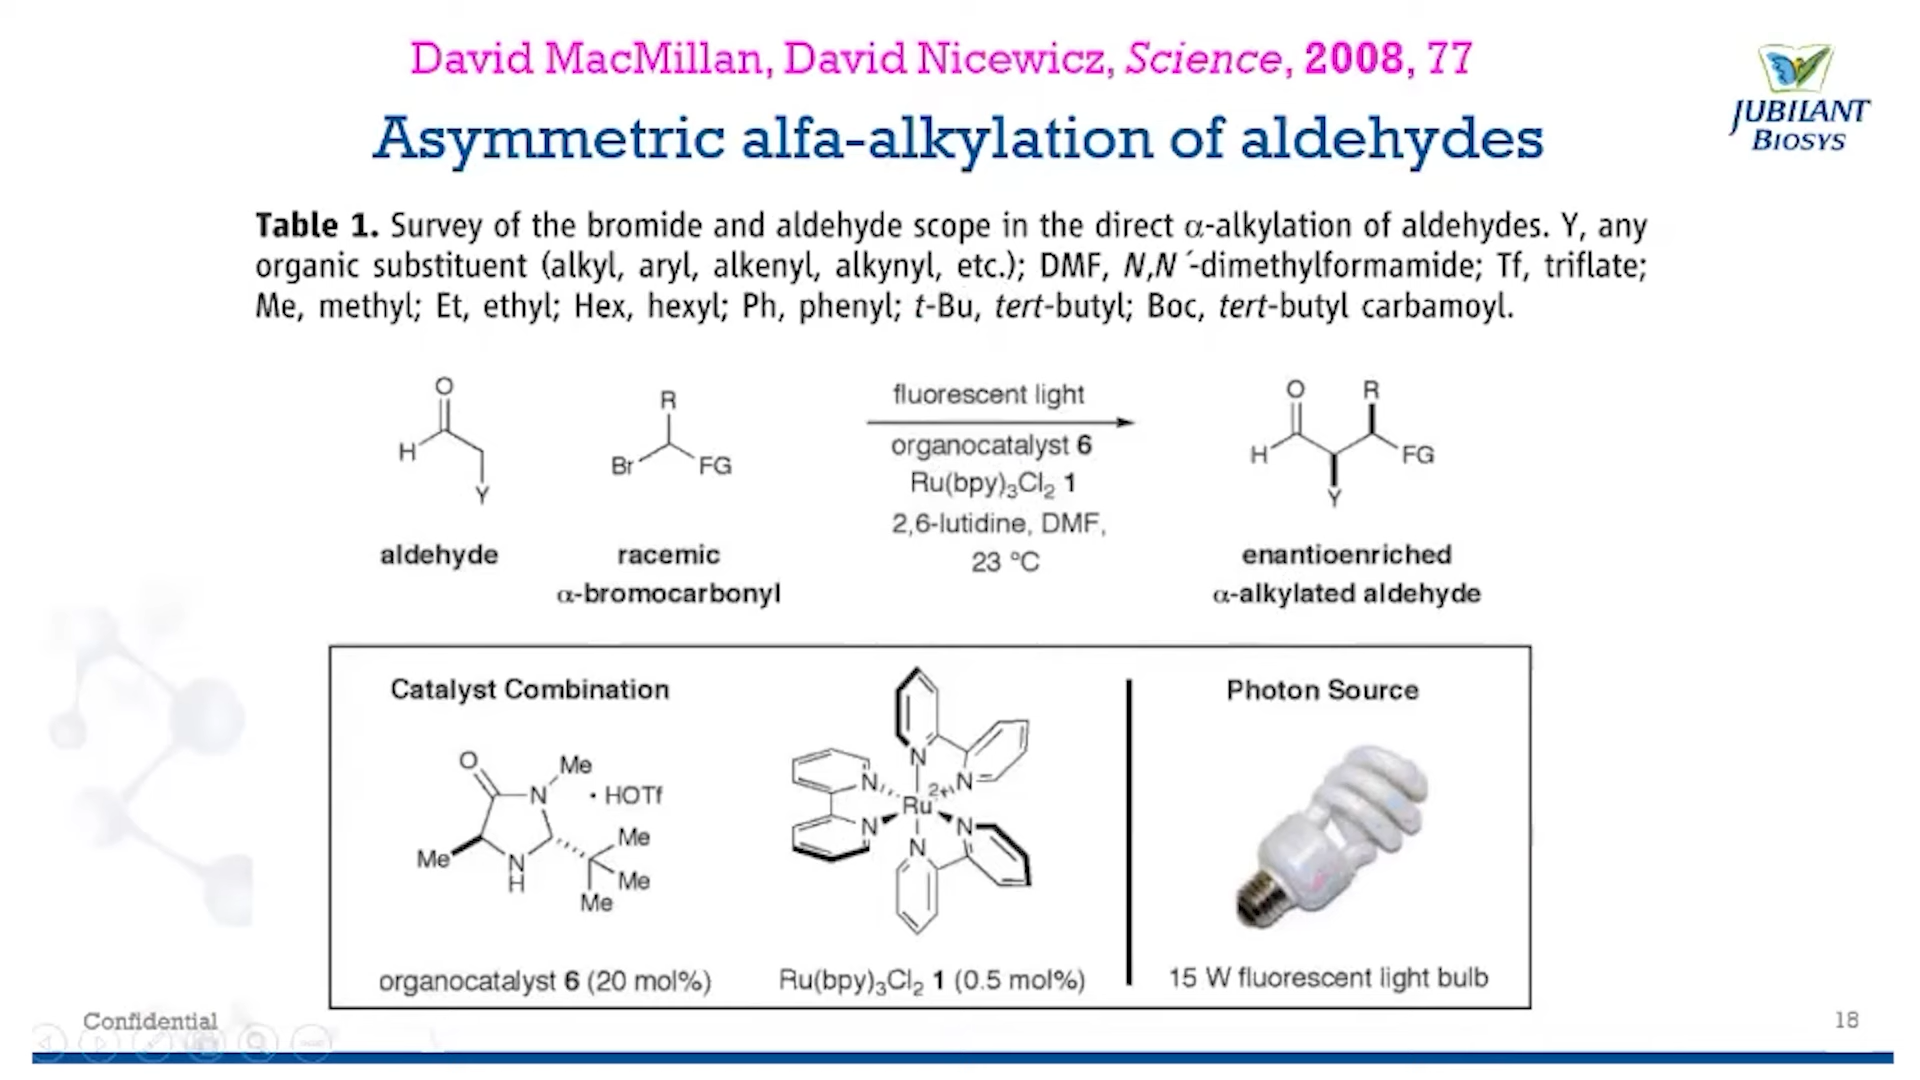 David MacMillan, David Nicewicz, Science, 2008, 77
JUBILANT
BIOSYS
Asymmetric alfa-alkylation of aldehydes
Table 1. Survey of the bromide and aldehyde scope in the direct α-alkylation of aldehydes. Y, any
organic substituent (alkyl, aryl, alkenyl, alkynyl, etc.); DMF, N,N´-dimethylformamide; Tf, triflate;
Me, methyl; Et, ethyl; Hex, hexyl; Ph, phenyl; t-Bu, tert-butyl; Boc, tert-butyl carbamoyl.
O
H
Y
aldehyde
R
Br
FG
racemic
α-bromocarbonyl
fluorescent light
organocatalyst 6
Ru(bpy)₃Cl₂ 1
2,6-lutidine, DMF,
23 °C
O
R
H
FG
Y
enantioenriched
α-alkylated aldehyde
Catalyst Combination
O
Me
N
· HOTf
Me
Me
N
H
Me
Me
organocatalyst 6 (20 mol%)
N
N
N
2+
Ru
N
N
N
Ru(bpy)₃Cl₂ 1 (0.5 mol%)
Photon Source
15 W fluorescent light bulb
Confidential
18